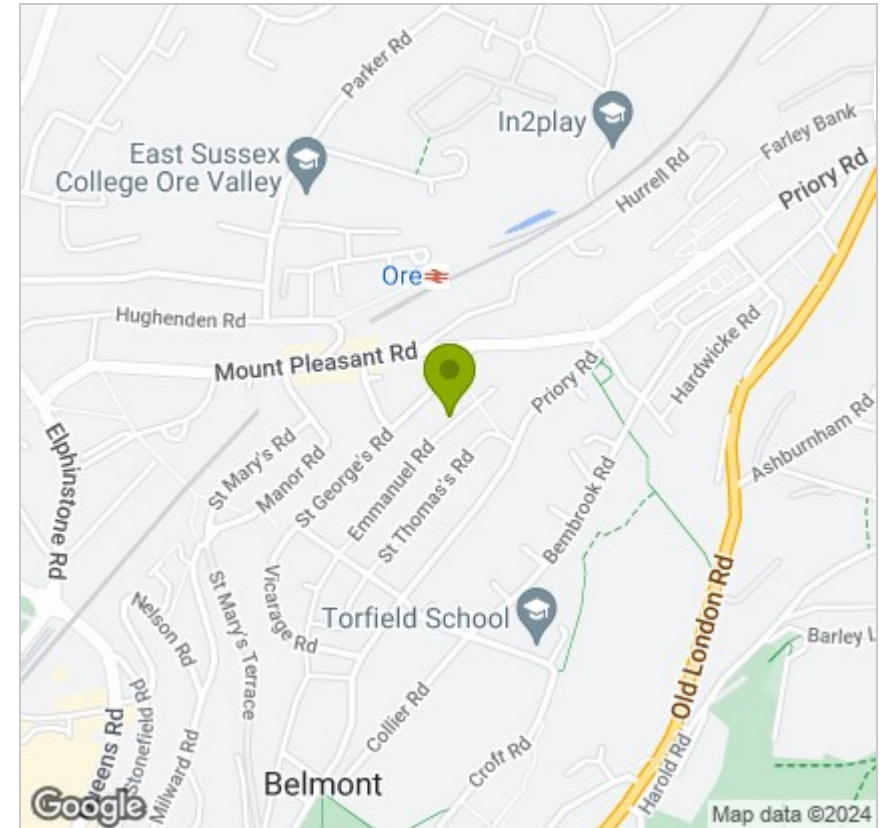 Parker Rd
In2play
Farley Bank
East Sussex
College Ore Valley
Hurrell Rd
Priory Rd
Ore
Hughenden Rd
Mount Pleasant Rd
Priory Rd
Hardwicke Rd
Elphinstone Rd
St Mary's Rd
Manor Rd
St George's Rd
Emmanuel Rd
St Thomas's Rd
Bembrook Rd
Ashburnham Rd
Vicarage Rd
Nelson Rd
St Mary's Terrace
Torfield School
Old London Rd
Barley L
Stonefield Rd
Milward Rd
Queens Rd
Collier Rd
Croft Rd
Harold Rd
Belmont
Google
Map data ©2024